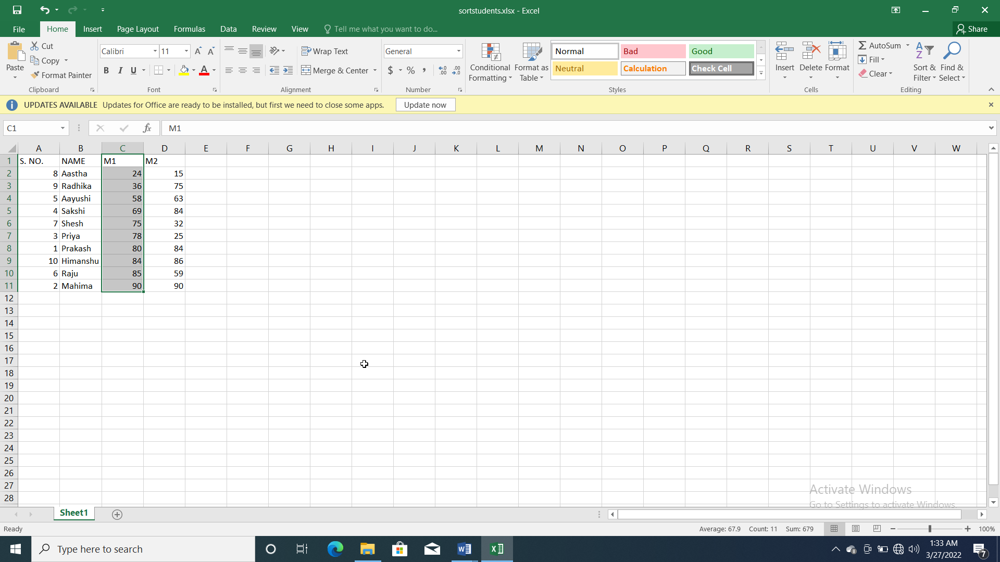 sortstudents.xlsx - Excel
File Home Insert Page Layout Formulas Data Review View Tell me what you want to do... Share
Paste Cut Copy Format Painter Clipboard
Calibri 11 A A B I U A Font
Wrap Text Merge & Center Alignment
General $ % , .00 Number
Conditional Formatting Format as Table
Normal Bad Good
Neutral Calculation Check Cell
Styles
Insert Delete Format Cells
AutoSum Fill Clear Sort & Filter Find & Select Editing
UPDATES AVAILABLE Updates for Office are ready to be installed, but first we need to close some apps. Update now
C1 fx M1
A B C D E F G H I J K L M N O P Q R S T U V W
1 S. NO. NAME M1 M2
2 8 Aastha 24 15
3 9 Radhika 36 75
4 5 Aayushi 58 63
5 4 Sakshi 69 84
6 7 Shesh 75 32
7 3 Priya 78 25
8 1 Prakash 80 84
9 10 Himanshu 84 86
10 6 Raju 85 59
11 2 Mahima 90 90
12
13
14
15
16
17
18
19
20
21
22
23
24
25
26
27
28
Activate Windows
Go to Settings to activate Windows.
Sheet1
Ready Average: 67.9 Count: 11 Sum: 679 100%
Type here to search
1:33 AM
3/27/2022
7